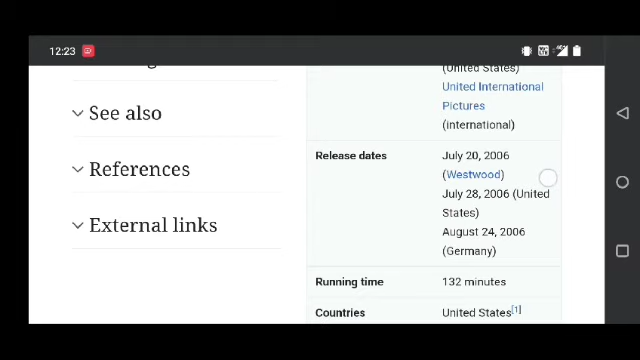 12:23
(United States)
United International
Pictures
(international)
See also
References
External links
Release dates
July 20, 2006
(Westwood)
July 28, 2006 (United
States)
August 24, 2006
(Germany)
Running time
132 minutes
Countries
United States[1]